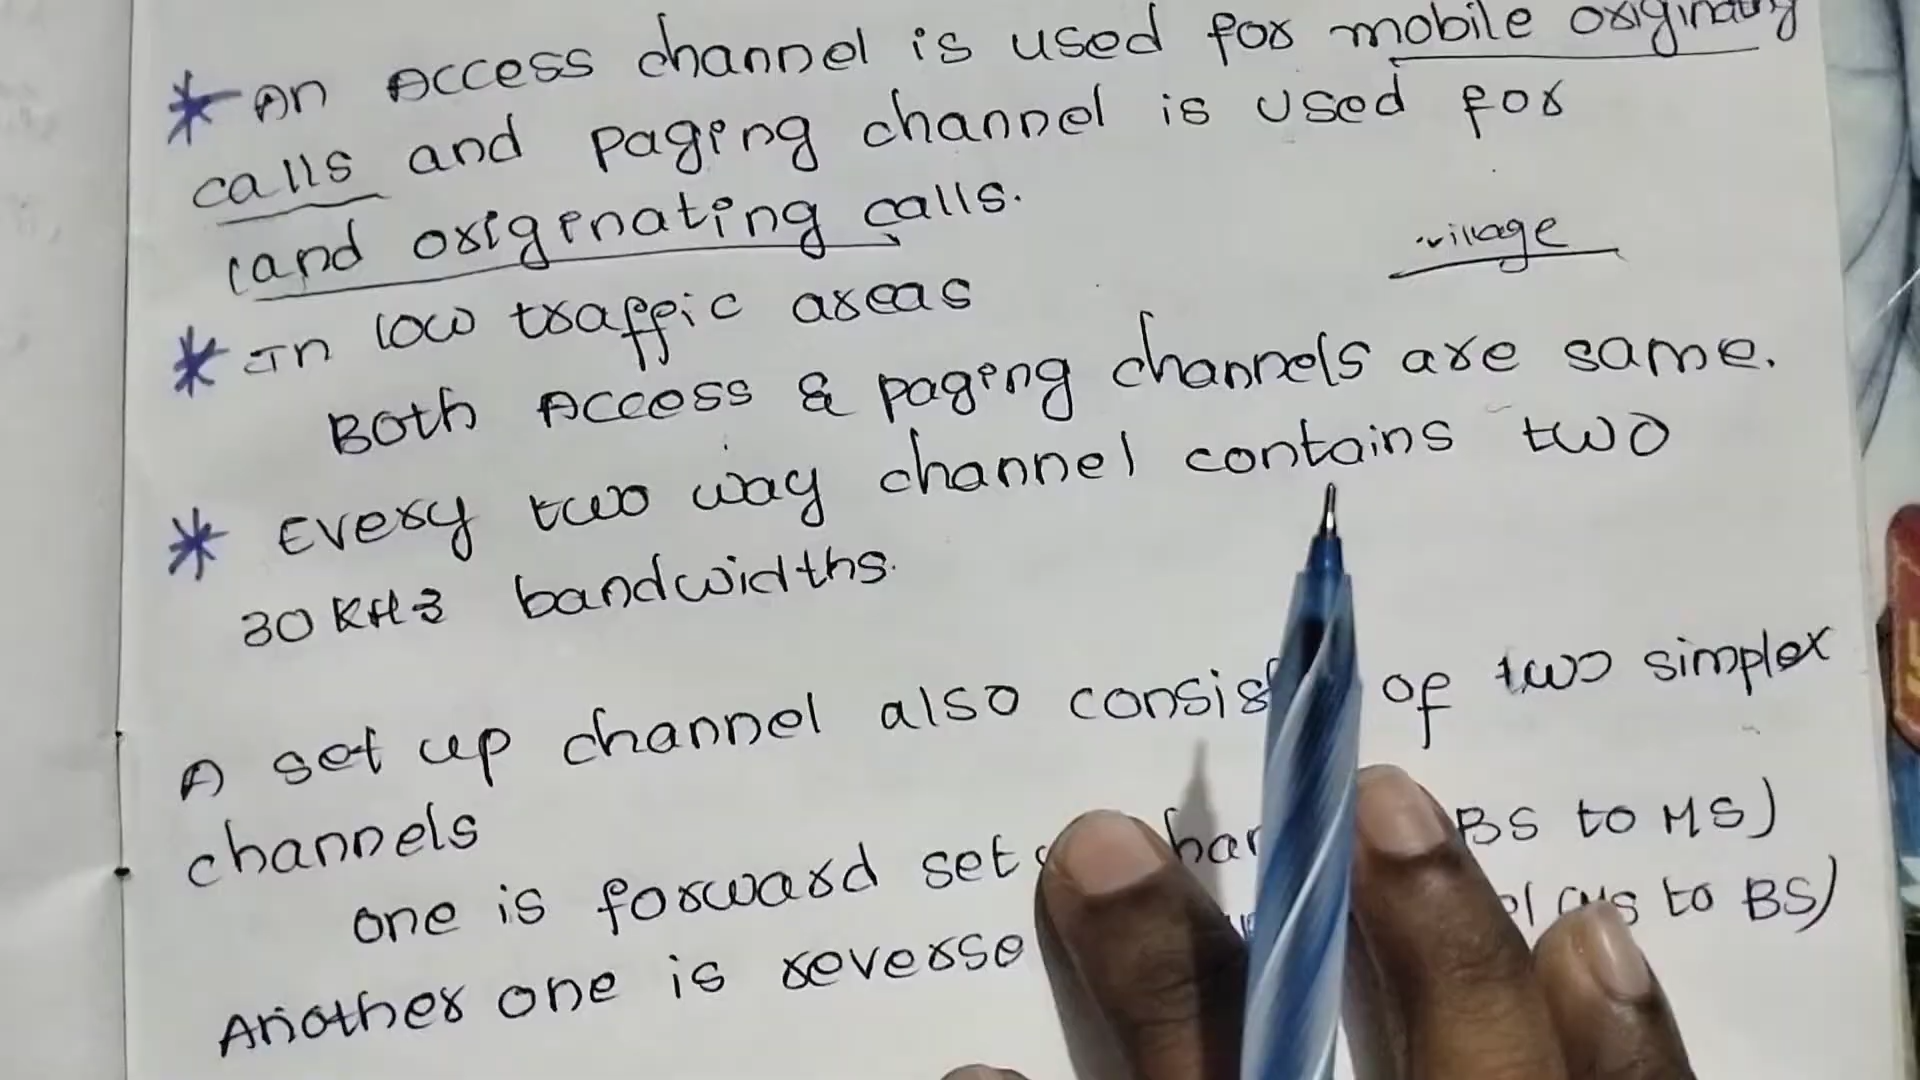 * An Access channel is used for mobile originating
calls and paging channel is used for
land originating calls.
village
* In low traffic areas
Both Access & paging channels are same.
* Every two way channel contains two
30 KHz bandwidths.
A set up channel also consist of two simplex
channels
one is forward set BS to MS)
Another one is reverse to BS)